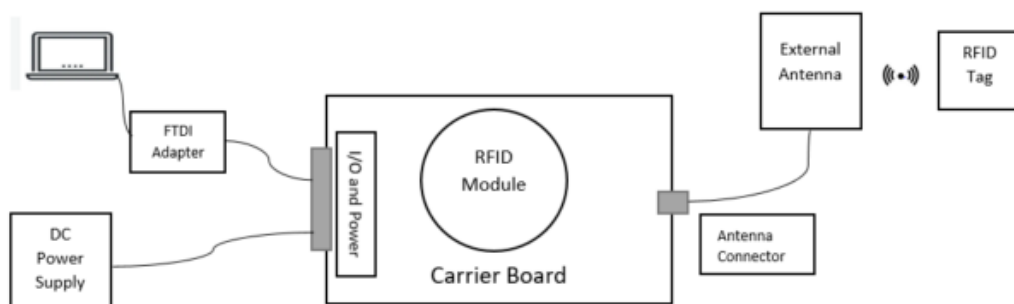 FTDI
Adapter
DC
Power
Supply
I/O and Power
RFID
Module
Carrier Board
External
Antenna
RFID
Tag
Antenna
Connector